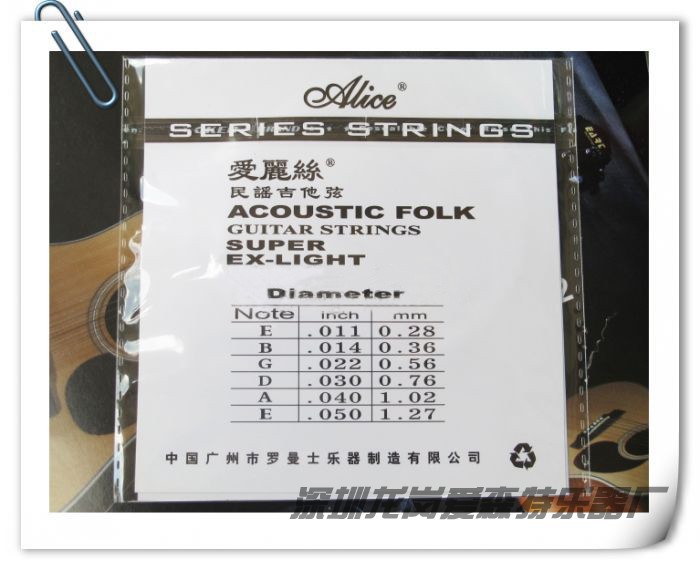 Alice®
SERIES STRINGS
愛麗絲®
民謠吉他弦
ACOUSTIC FOLK
GUITAR STRINGS
SUPER
EX-LIGHT
Diameter
Note inch mm
E .011 0.28
B .014 0.36
G .022 0.56
D .030 0.76
A .040 1.02
E .050 1.27
中国广州市罗曼士乐器制造有限公司
深圳龙岗爱森特乐器厂